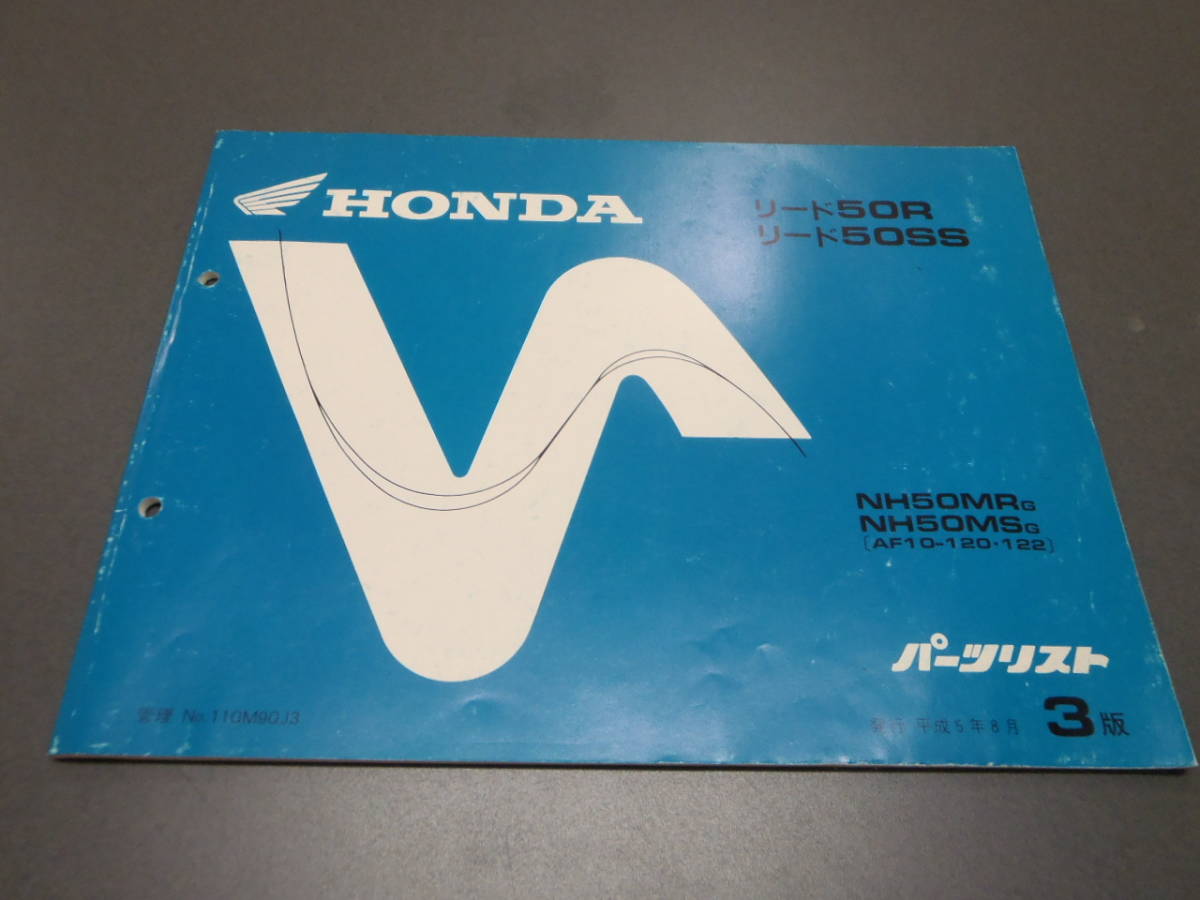 HONDA
リード50R
リード50SS
NH50MRG
NH50MSG
[AF10-120・122]
パーツリスト
管理 No.110M90J3
発行 平成5年8月 3版